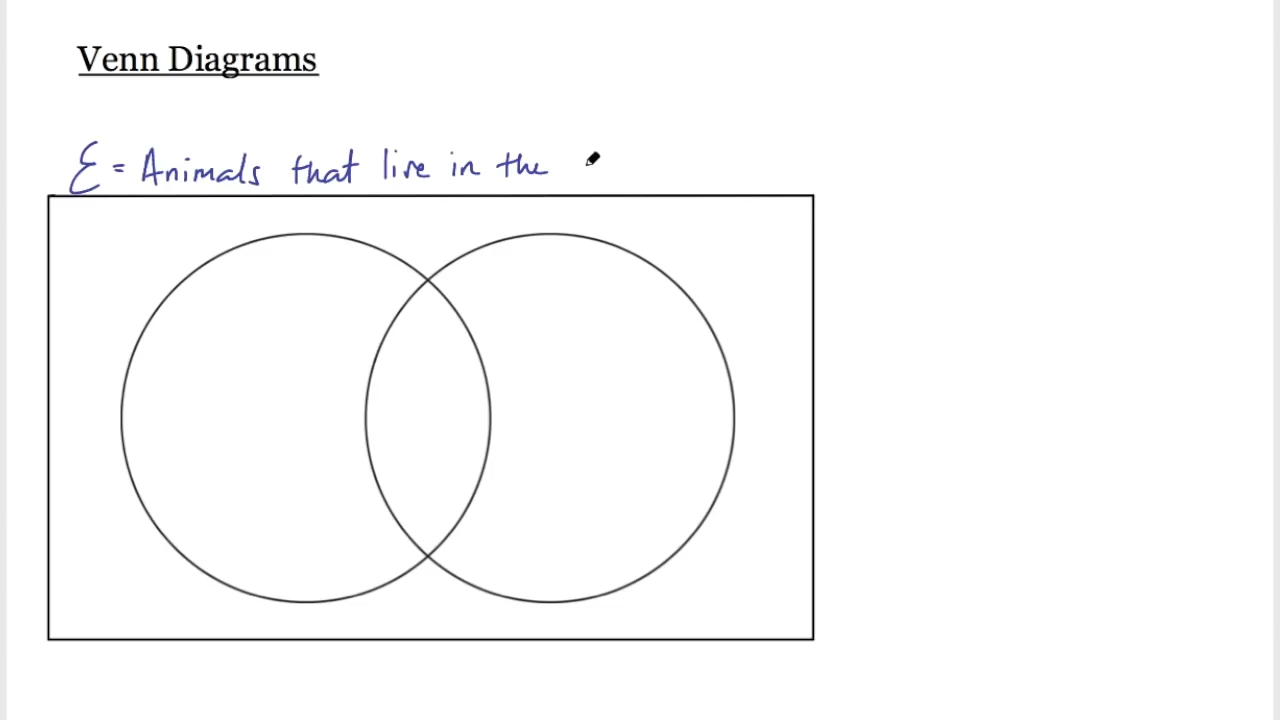 Venn Diagrams
ℰ = Animals that live in the